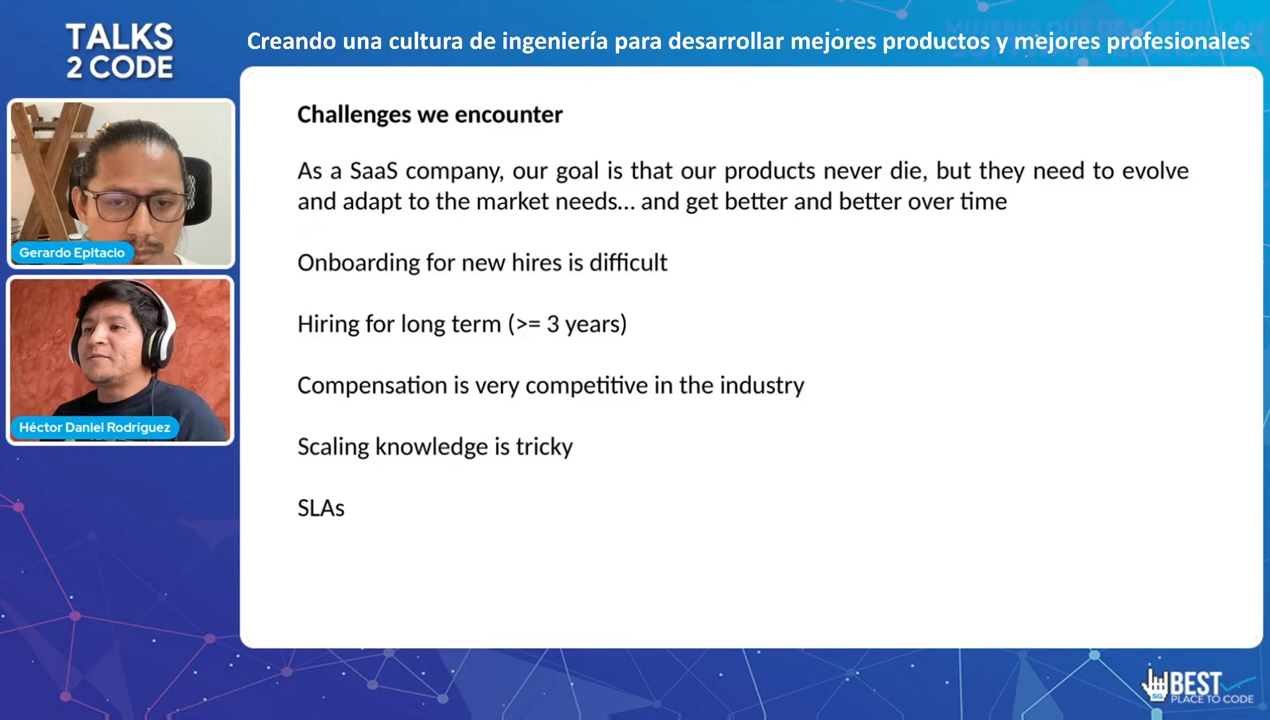 TALKS
2 CODE
Creando una cultura de ingeniería para desarrollar mejores productos y mejores profesionales
Gerardo Epitacio
Héctor Daniel Rodríguez
Challenges we encounter
As a SaaS company, our goal is that our products never die, but they need to evolve
and adapt to the market needs... and get better and better over time
Onboarding for new hires is difficult
Hiring for long term (>= 3 years)
Compensation is very competitive in the industry
Scaling knowledge is tricky
SLAs
SG
BEST
PLACE TO CODE